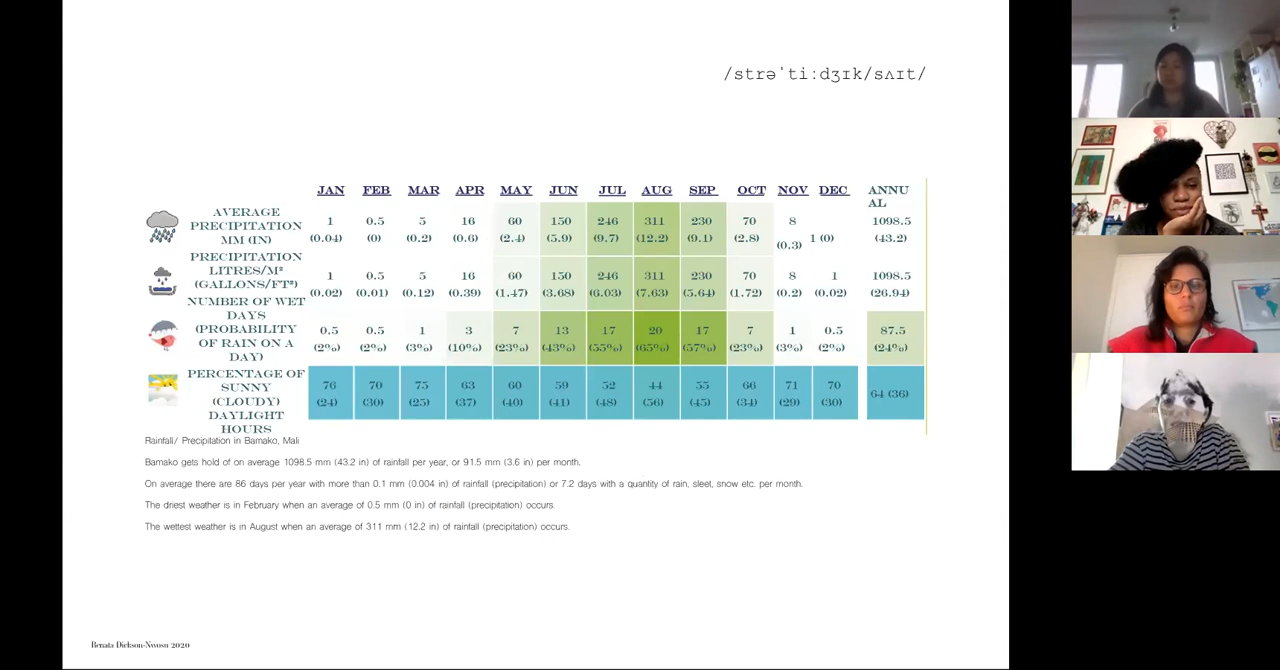 /strəˈtiːdʒɪk/sʌɪt/
JAN FEB MAR APR MAY JUN JUL AUG SEP OCT NOV DEC ANNU
AL
AVERAGE
PRECIPITATION
MM (IN)
1 0.5 5 16 60 150 246 311 230 70 8 1 (0) 1098.5
(0.04) (0) (0.2) (0.6) (2.4) (5.9) (9.7) (12.2) (9.1) (2.8) (0.3) (43.2)
PRECIPITATION
LITRES/M²
(GALLONS/FT²)
1 0.5 5 16 60 150 246 311 230 70 8 1 1098.5
(0.02) (0.01) (0.12) (0.39) (1.47) (3.68) (6.03) (7.63) (5.64) (1.72) (0.2) (0.02) (26.94)
NUMBER OF WET
DAYS
(PROBABILITY
OF RAIN ON A
DAY)
0.5 0.5 1 3 7 13 17 20 17 7 1 0.5 87.5
(2%) (2%) (3%) (10%) (23%) (43%) (55%) (65%) (57%) (23%) (3%) (2%) (24%)
PERCENTAGE OF
SUNNY
(CLOUDY)
DAYLIGHT
HOURS
76 70 75 63 60 59 52 44 55 66 71 70 64 (36)
(24) (30) (25) (37) (40) (41) (48) (56) (45) (34) (29) (30)
Rainfall/ Precipitation in Bamako, Mali
Bamako gets hold of on average 1098.5 mm (43.2 in) of rainfall per year, or 91.5 mm (3.6 in) per month.
On average there are 86 days per year with more than 0.1 mm (0.004 in) of rainfall (precipitation) or 7.2 days with a quantity of rain, sleet, snow etc. per month.
The driest weather is in February when an average of 0.5 mm (0 in) of rainfall (precipitation) occurs.
The wettest weather is in August when an average of 311 mm (12.2 in) of rainfall (precipitation) occurs.
Renata Dickson-Nwosu 2020